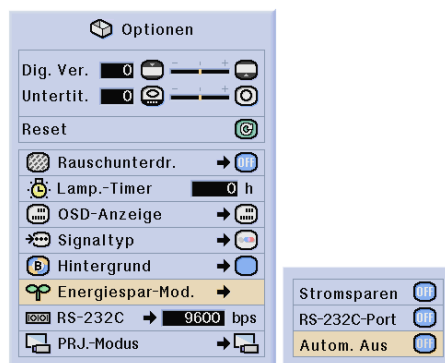 Optionen
Dig. Ver. 0
Untertit. 0
Reset
Rauschunterdr. OFF
Lamp.-Timer 0 h
OSD-Anzeige
Signaltyp
B Hintergrund
Energiespar-Mod.
RS-232C 9600 bps
PRJ.-Modus
Stromsparen OFF
RS-232C-Port OFF
Autom. Aus OFF